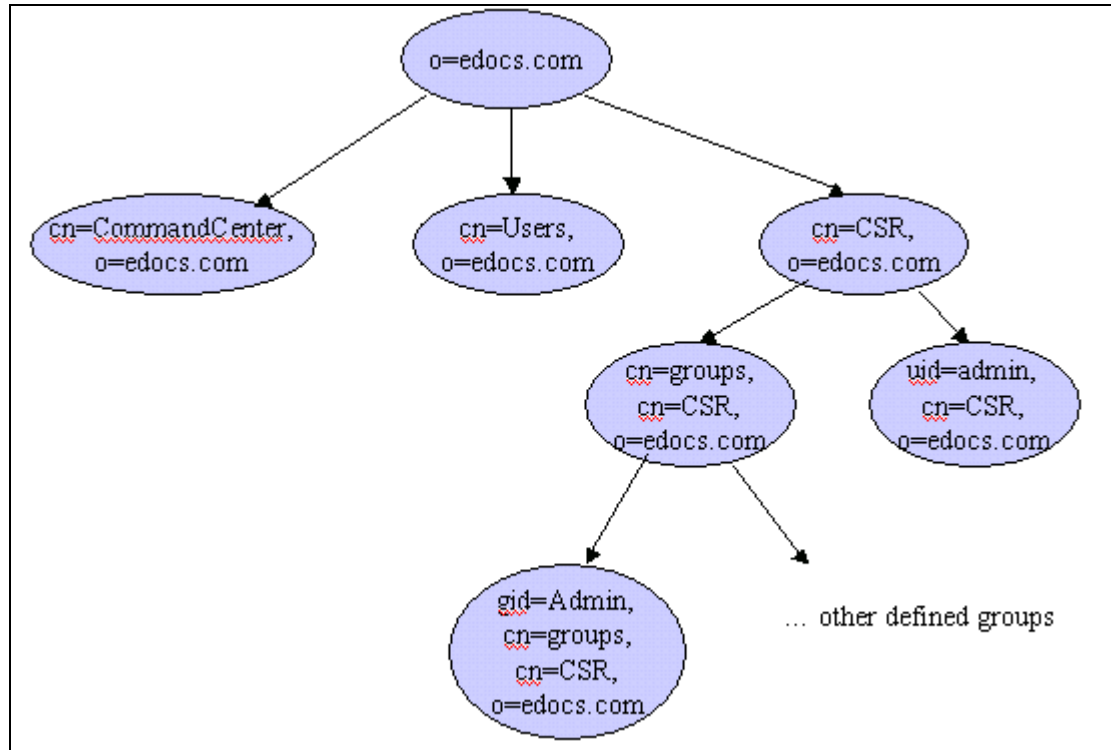 o=edocs.com
cn=CommandCenter,
o=edocs.com
cn=Users,
o=edocs.com
cn=CSR,
o=edocs.com
cn=groups,
cn=CSR,
o=edocs.com
uid=admin,
cn=CSR,
o=edocs.com
gid=Admin,
cn=groups,
cn=CSR,
o=edocs.com
... other defined groups